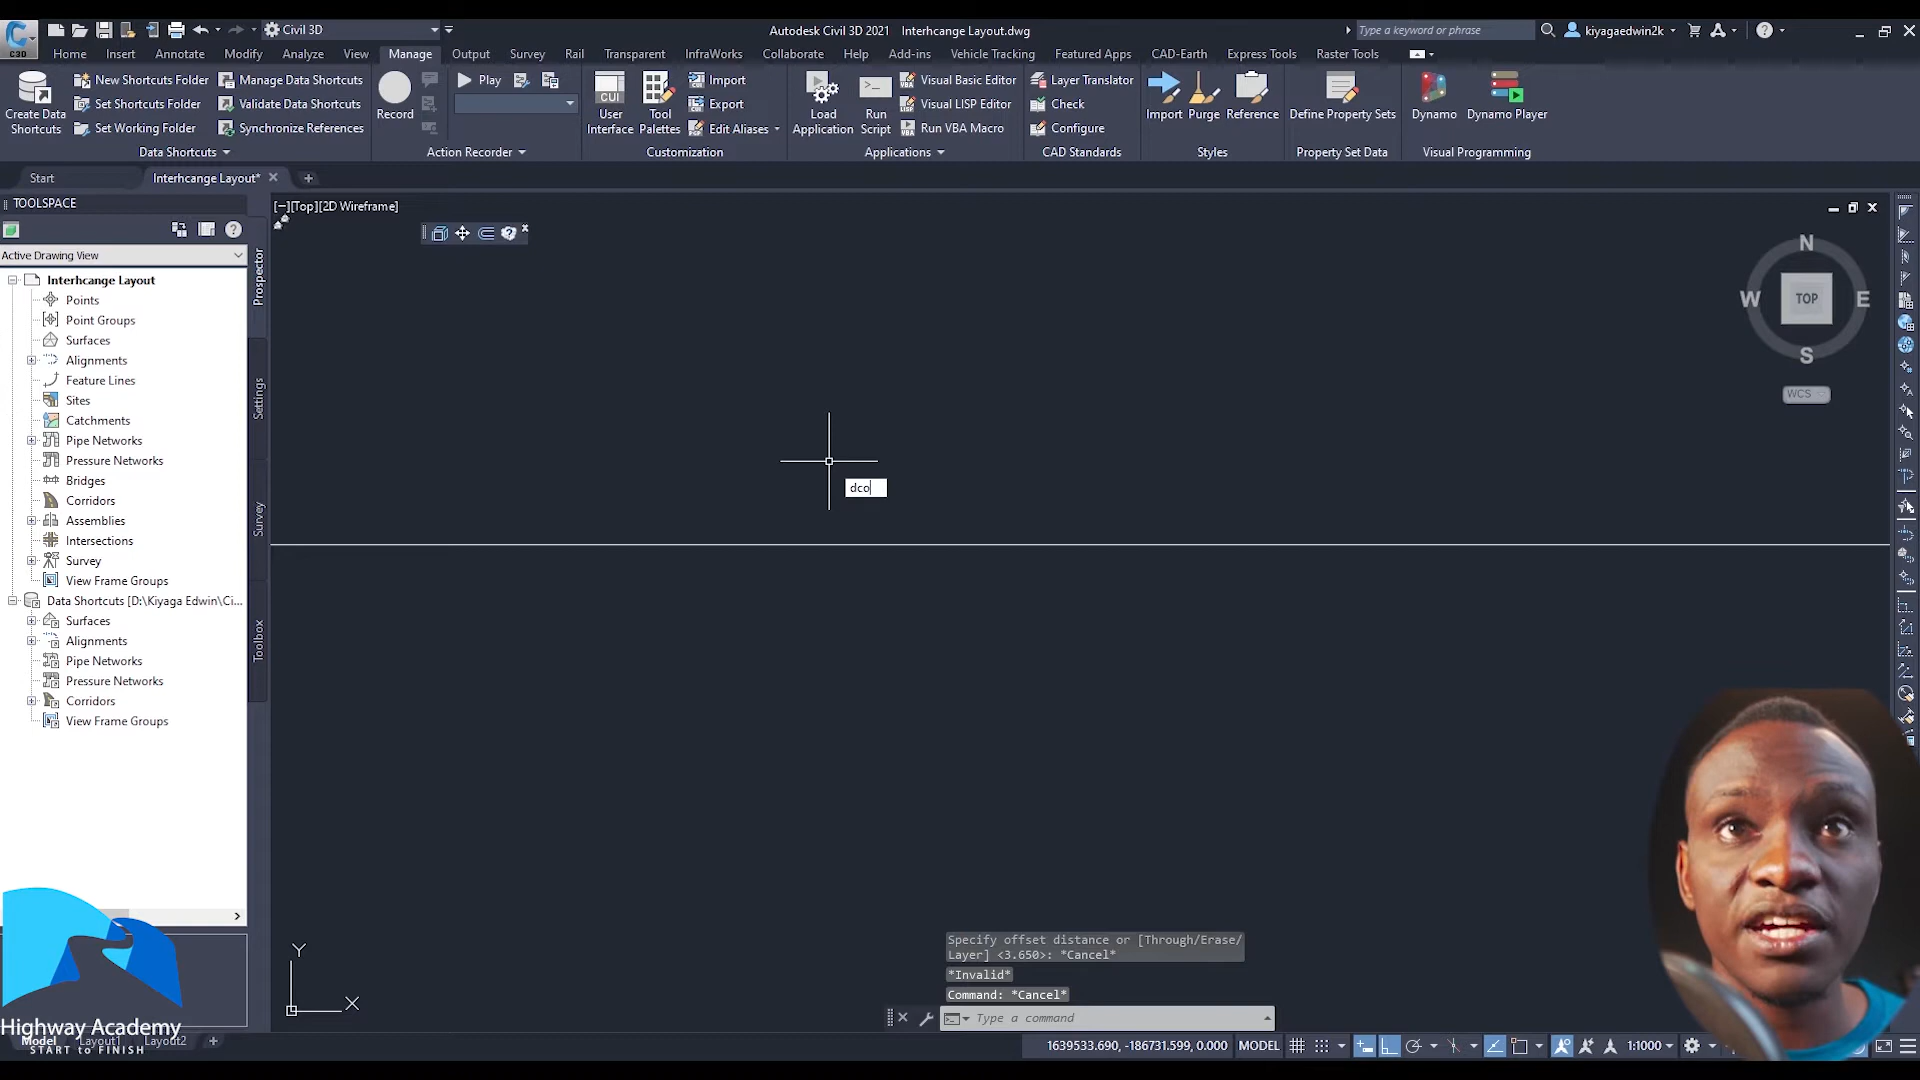 C3D
Civil 3D
Autodesk Civil 3D 2021 Interhcange Layout.dwg
Type a keyword or phrase
kiyagaedwin2k
Home Insert Annotate Modify Analyze View Manage Output Survey Rail Transparent InfraWorks Collaborate Help Add-ins Vehicle Tracking Featured Apps CAD-Earth Express Tools Raster Tools
Create Data
Shortcuts
New Shortcuts Folder
Set Shortcuts Folder
Set Working Folder
Manage Data Shortcuts
Validate Data Shortcuts
Synchronize References
Data Shortcuts
Record
Play
Action Recorder
CUI
User
Interface
Tool
Palettes
Import
Export
Edit Aliases
Customization
Load
Application
Run
Script
Visual Basic Editor
Visual LISP Editor
Run VBA Macro
Applications
Layer Translator
Check
Configure
CAD Standards
Import
Purge
Reference
Styles
Define Property Sets
Property Set Data
Dynamo
Dynamo Player
Visual Programming
Start
Interhcange Layout*
TOOLSPACE
[−][Top][2D Wireframe]
Active Drawing View
Interhcange Layout
Points
Point Groups
Surfaces
Alignments
Feature Lines
Sites
Catchments
Pipe Networks
Pressure Networks
Bridges
Corridors
Assemblies
Intersections
Survey
View Frame Groups
Data Shortcuts [D:\Kiyaga Edwin\Ci...
Surfaces
Alignments
Pipe Networks
Pressure Networks
Corridors
View Frame Groups
Prospector
Settings
Survey
Toolbox
N
W
TOP
E
S
WCS
dco
Specify offset distance or [Through/Erase/
Layer] <3.650>: *Cancel*
*Invalid*
Command: *Cancel*
Type a command
Y
X
Highway Academy
START to FINISH
Model Layout1 Layout2
1639533.690, -186731.599, 0.000 MODEL
1:1000